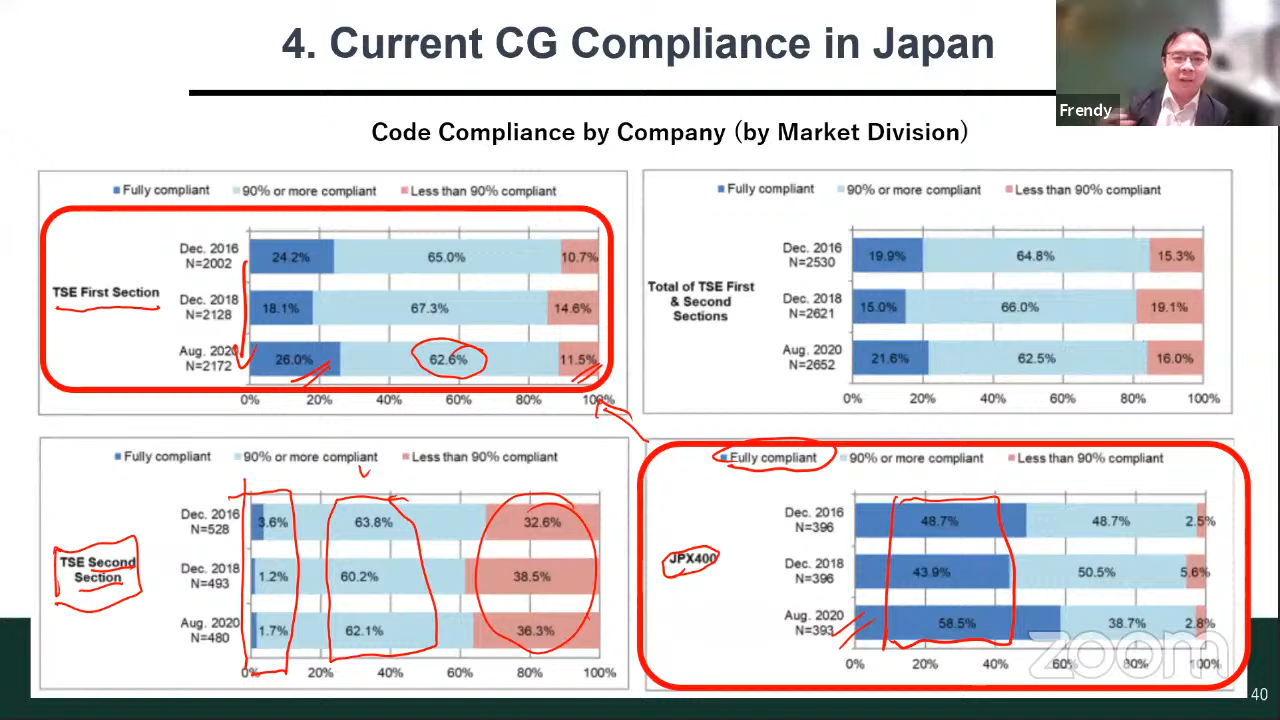 4. Current CG Compliance in Japan
Frendy
Code Compliance by Company (by Market Division)
Fully compliant 90% or more compliant Less than 90% compliant
TSE First Section
Dec. 2016
N=2002
24.2% 65.0% 10.7%
Dec. 2018
N=2128
18.1% 67.3% 14.6%
Aug. 2020
N=2172
26.0% 62.6% 11.5%
0% 20% 40% 60% 80% 100%
Fully compliant 90% or more compliant Less than 90% compliant
Total of TSE First
& Second
Sections
Dec. 2016
N=2530
19.9% 64.8% 15.3%
Dec. 2018
N=2621
15.0% 66.0% 19.1%
Aug. 2020
N=2652
21.6% 62.5% 16.0%
0% 20% 40% 60% 80% 100%
Fully compliant 90% or more compliant Less than 90% compliant
TSE Second
Section
Dec. 2016
N=528
3.6% 63.8% 32.6%
Dec. 2018
N=493
1.2% 60.2% 38.5%
Aug. 2020
N=480
1.7% 62.1% 36.3%
0% 20% 40% 60% 80% 100%
Fully compliant 90% or more compliant Less than 90% compliant
JPX400
Dec. 2016
N=396
48.7% 48.7% 2.5%
Dec. 2018
N=396
43.9% 50.5% 5.6%
Aug. 2020
N=393
58.5% 38.7% 2.8%
0% 20% 40% 60% 80% 100%
zoom
40